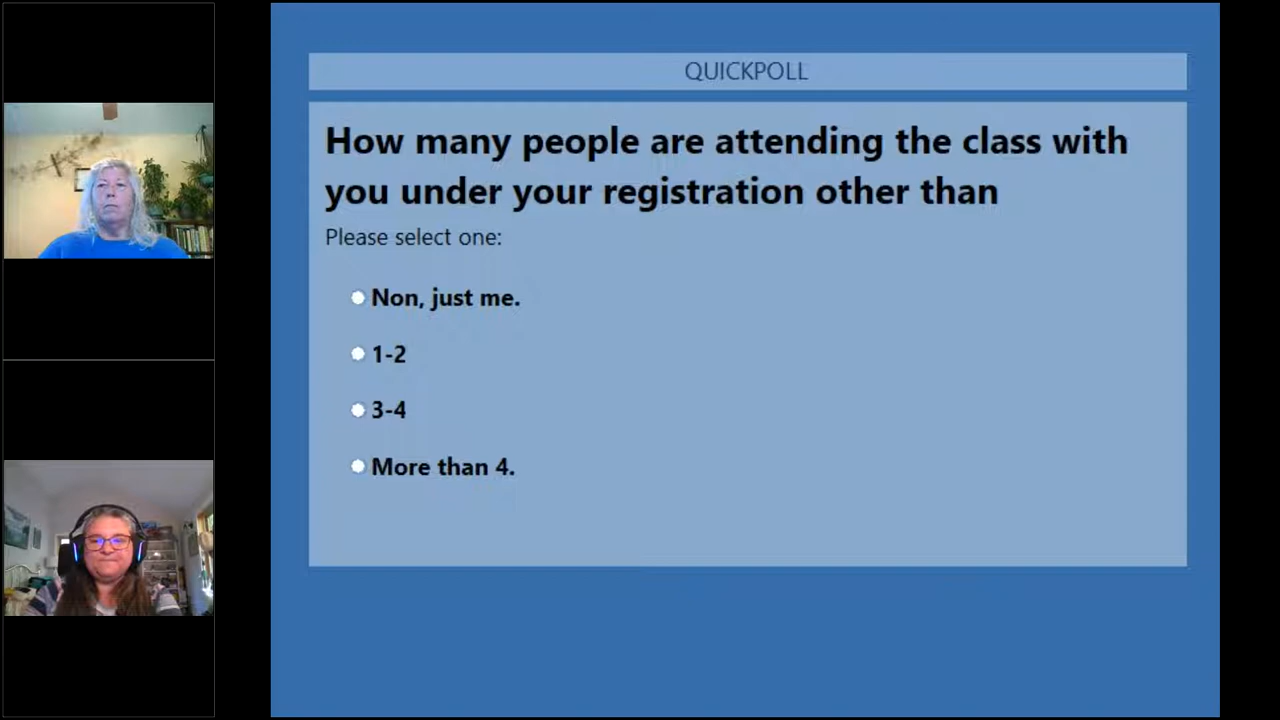 QUICKPOLL
How many people are attending the class with
you under your registration other than
Please select one:
Non, just me.
1-2
3-4
More than 4.